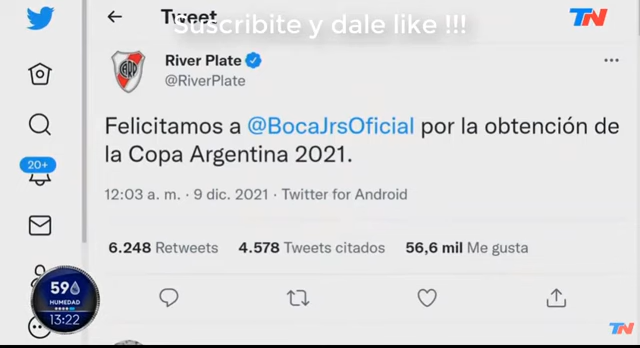 Tweet
Suscribite y dale like !!!
TN
River Plate
@RiverPlate
Felicitamos a @BocaJrsOficial por la obtención de
la Copa Argentina 2021.
12:03 a. m. · 9 dic. 2021 · Twitter for Android
6.248 Retweets 4.578 Tweets citados 56,6 mil Me gusta
20+
59
HUMEDAD
13:22
TN